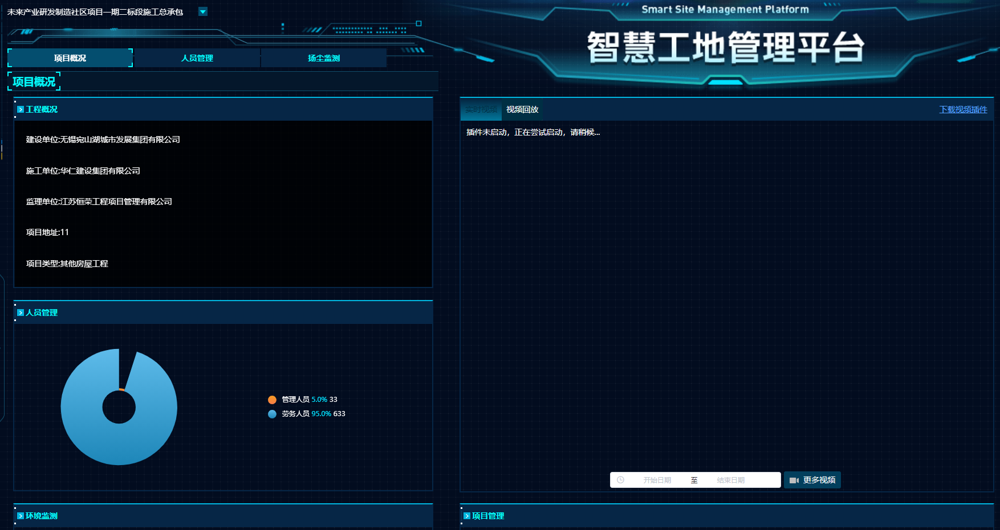 未来产业研发制造社区项目一期二标段施工总承包
Smart Site Management Platform
智慧工地管理平台
项目概况
人员管理
扬尘监测
项目概况
工程概况
建设单位:无锡宛山湖城市发展集团有限公司
施工单位:华仁建设集团有限公司
监理单位:江苏恒荣工程项目管理有限公司
项目地址:11
项目类型:其他房屋工程
人员管理
管理人员 5.0% 33
劳务人员 95.0% 633
环境监测
实时视频
视频回放
下载视频插件
插件未启动，正在尝试启动，请稍候...
开始日期 至 结束日期
更多视频
项目管理